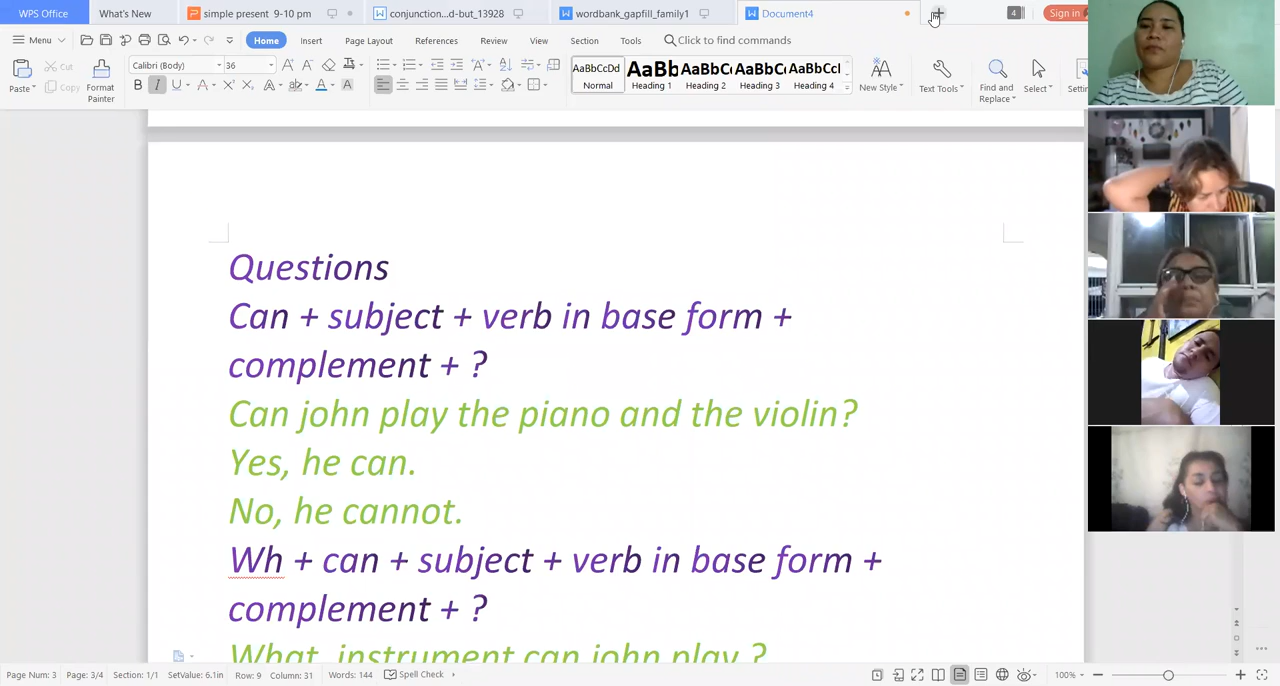 WPS Office What's New simple present 9-10 pm conjunction...d-but_13928 wordbank_gapfill_family1 Document4 + 4 Sign in
Menu Home Insert Page Layout References Review View Section Tools Click to find commands
Paste Cut Copy Format Painter Calibri (Body) 36 AaBbCcDd Normal AaBb Heading 1 AaBbC Heading 2 AaBbC Heading 3 AaBbCcl Heading 4 New Style Text Tools Find and Replace Select
Questions
Can + subject + verb in base form +
complement + ?
Can john play the piano and the violin?
Yes, he can.
No, he cannot.
Wh + can + subject + verb in base form +
complement + ?
What instrument can john play ?
Page Num: 3 Page: 3/4 Section: 1/1 SetValue: 6.1in Row: 9 Column: 31 Words: 144 Spell Check 100%